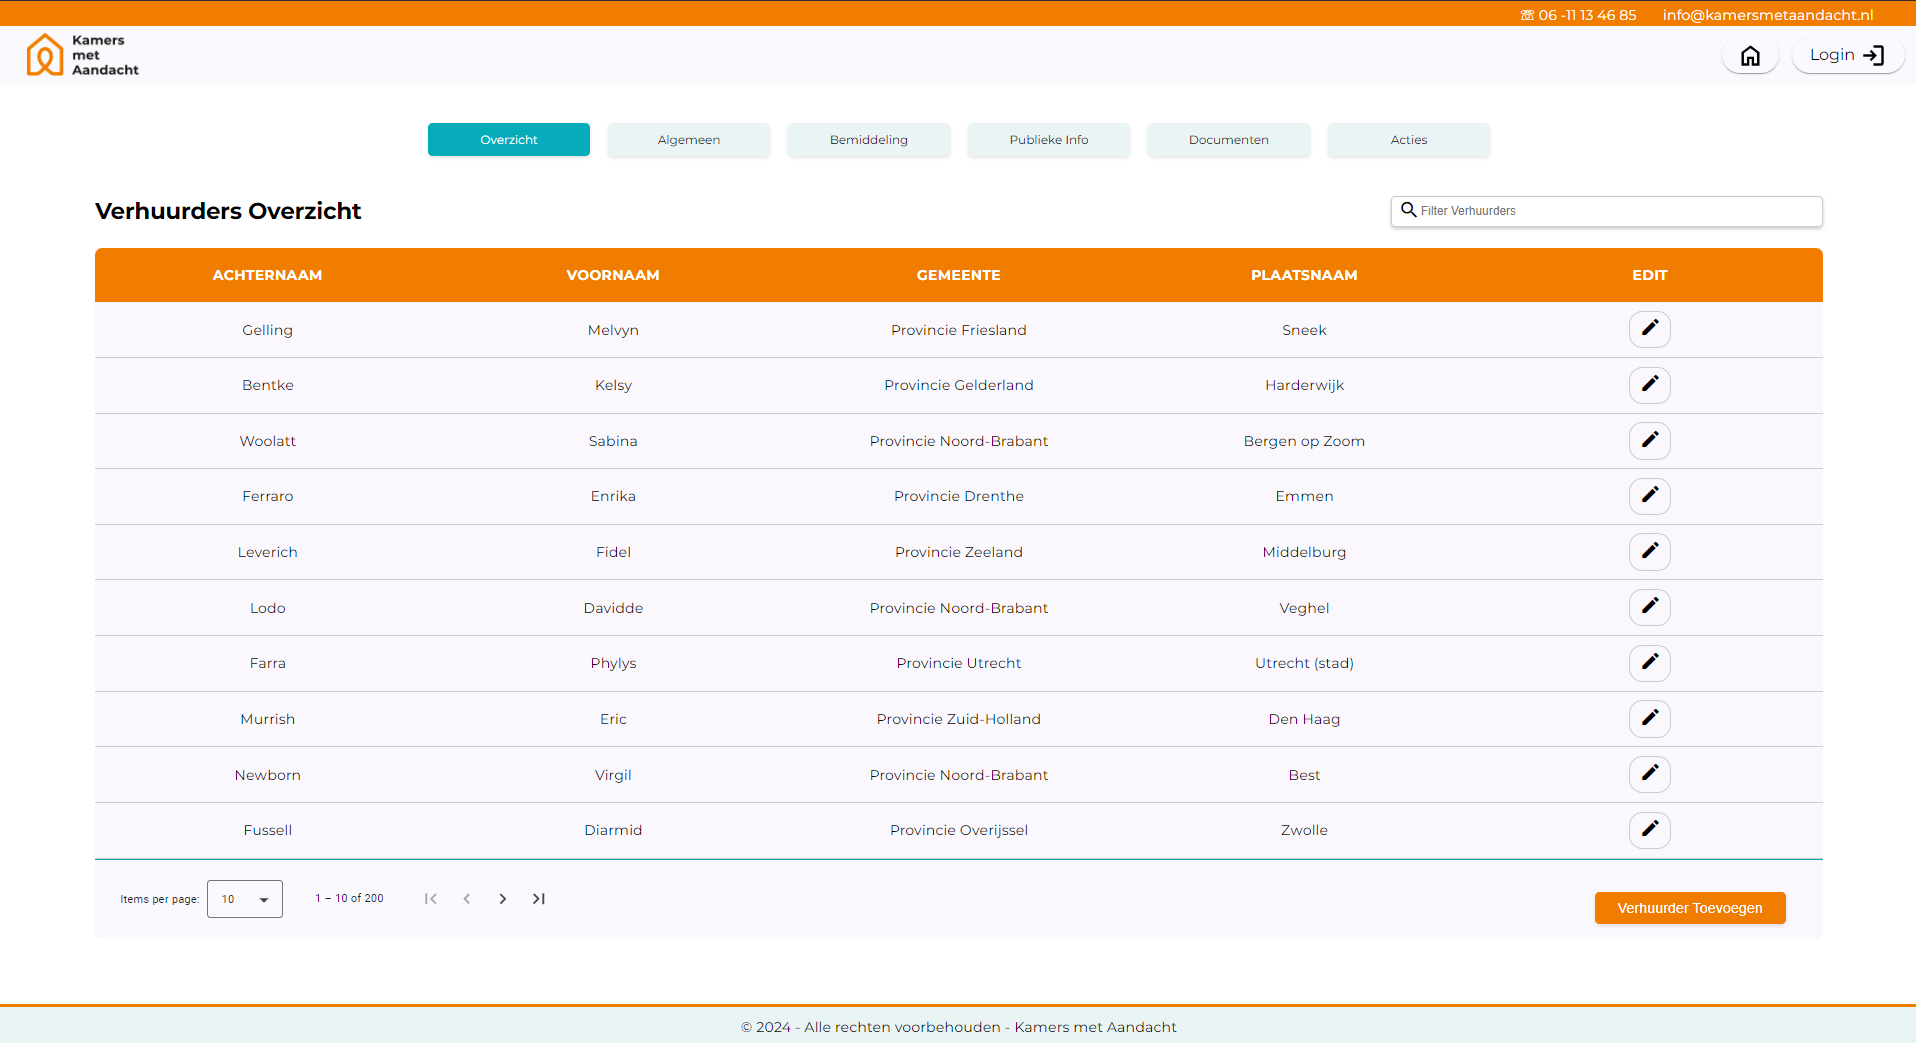 ☏ 06 -11 13 46 85 info@kamersmetaandacht.nl
Kamers
met
Aandacht
Login
Overzicht Algemeen Bemiddeling Publieke Info Documenten Acties
Verhuurders Overzicht
Filter Verhuurders
ACHTERNAAM VOORNAAM GEMEENTE PLAATSNAAM EDIT
Gelling Melvyn Provincie Friesland Sneek
Bentke Kelsy Provincie Gelderland Harderwijk
Woolatt Sabina Provincie Noord-Brabant Bergen op Zoom
Ferraro Enrika Provincie Drenthe Emmen
Leverich Fidel Provincie Zeeland Middelburg
Lodo Davidde Provincie Noord-Brabant Veghel
Farra Phylys Provincie Utrecht Utrecht (stad)
Murrish Eric Provincie Zuid-Holland Den Haag
Newborn Virgil Provincie Noord-Brabant Best
Fussell Diarmid Provincie Overijssel Zwolle
Items per page: 10 1 – 10 of 200
Verhuurder Toevoegen
© 2024 - Alle rechten voorbehouden - Kamers met Aandacht